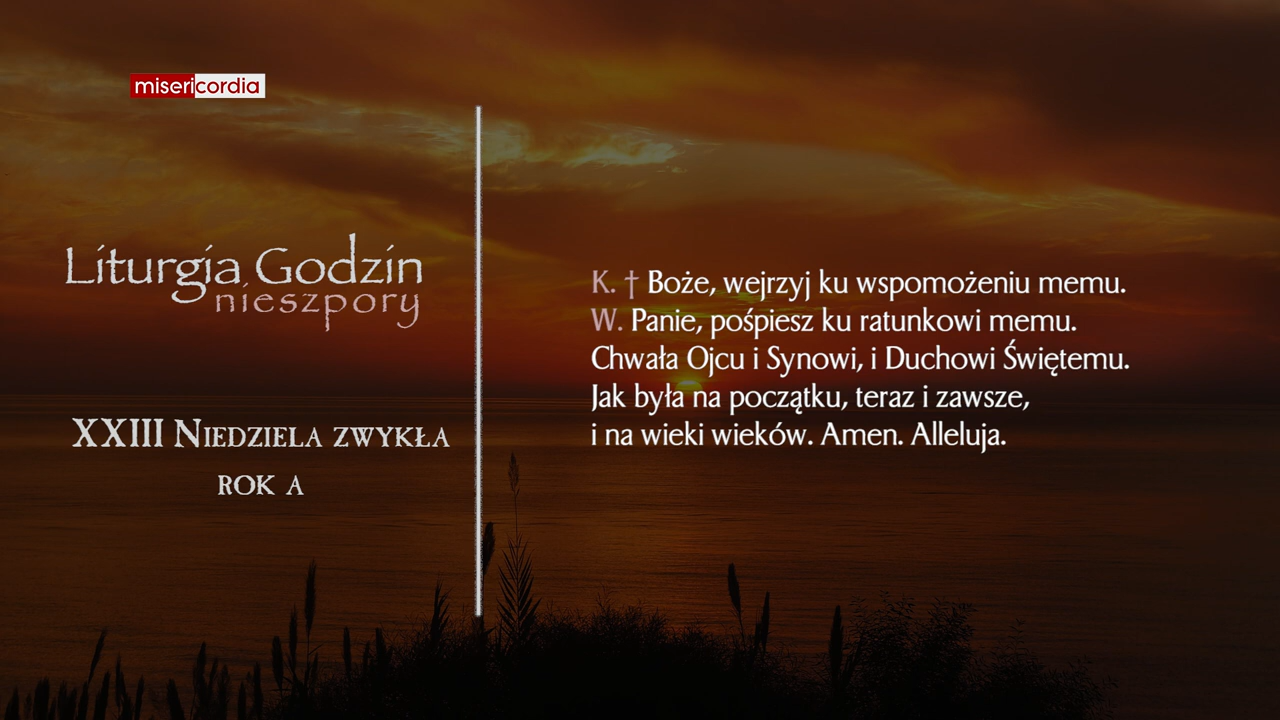 misericordia
Liturgia Godzin
nieszpory
XXIII Niedziela zwykła
rok A
K. † Boże, wejrzyj ku wspomożeniu memu.
W. Panie, pośpiesz ku ratunkowi memu.
Chwała Ojcu i Synowi, i Duchowi Świętemu.
Jak była na początku, teraz i zawsze,
i na wieki wieków. Amen. Alleluja.